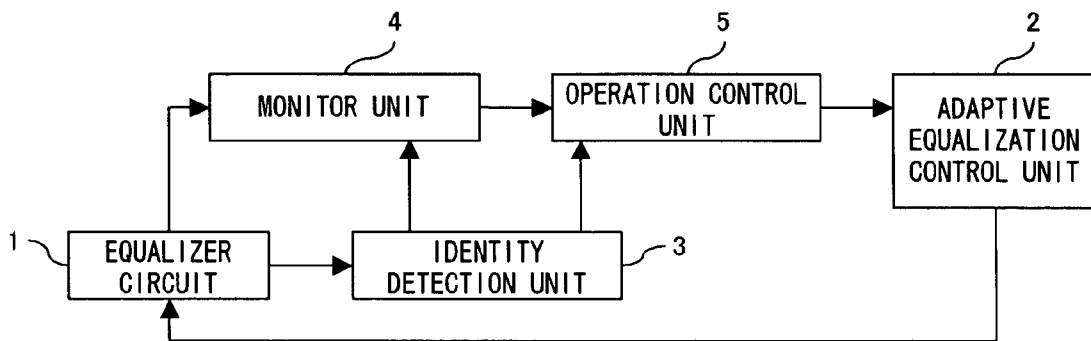 4
5
2
MONITOR UNIT
OPERATION CONTROL
UNIT
ADAPTIVE
EQUALIZATION
CONTROL UNIT
1
EQUALIZER
CIRCUIT
IDENTITY
DETECTION UNIT
3